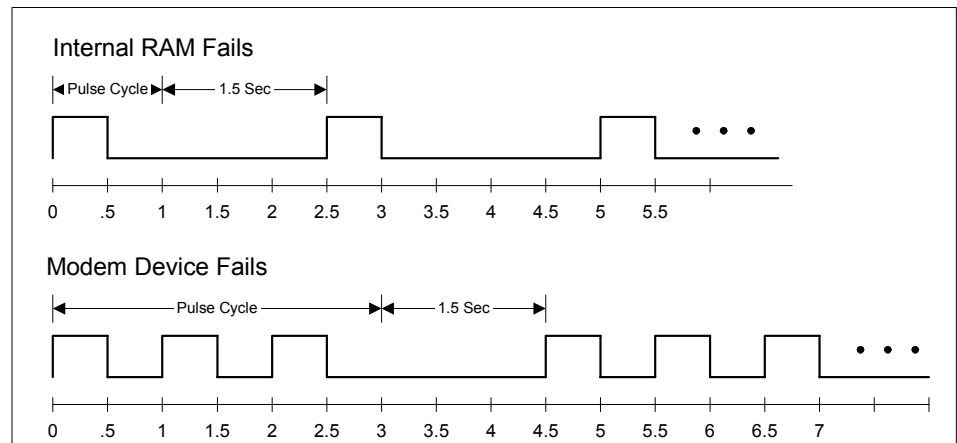 Internal RAM Fails
Pulse Cycle 1.5 Sec
0 .5 1 1.5 2 2.5 3 3.5 4 4.5 5 5.5
Modem Device Fails
Pulse Cycle 1.5 Sec
0 .5 1 1.5 2 2.5 3 3.5 4 4.5 5 5.5 6 6.5 7